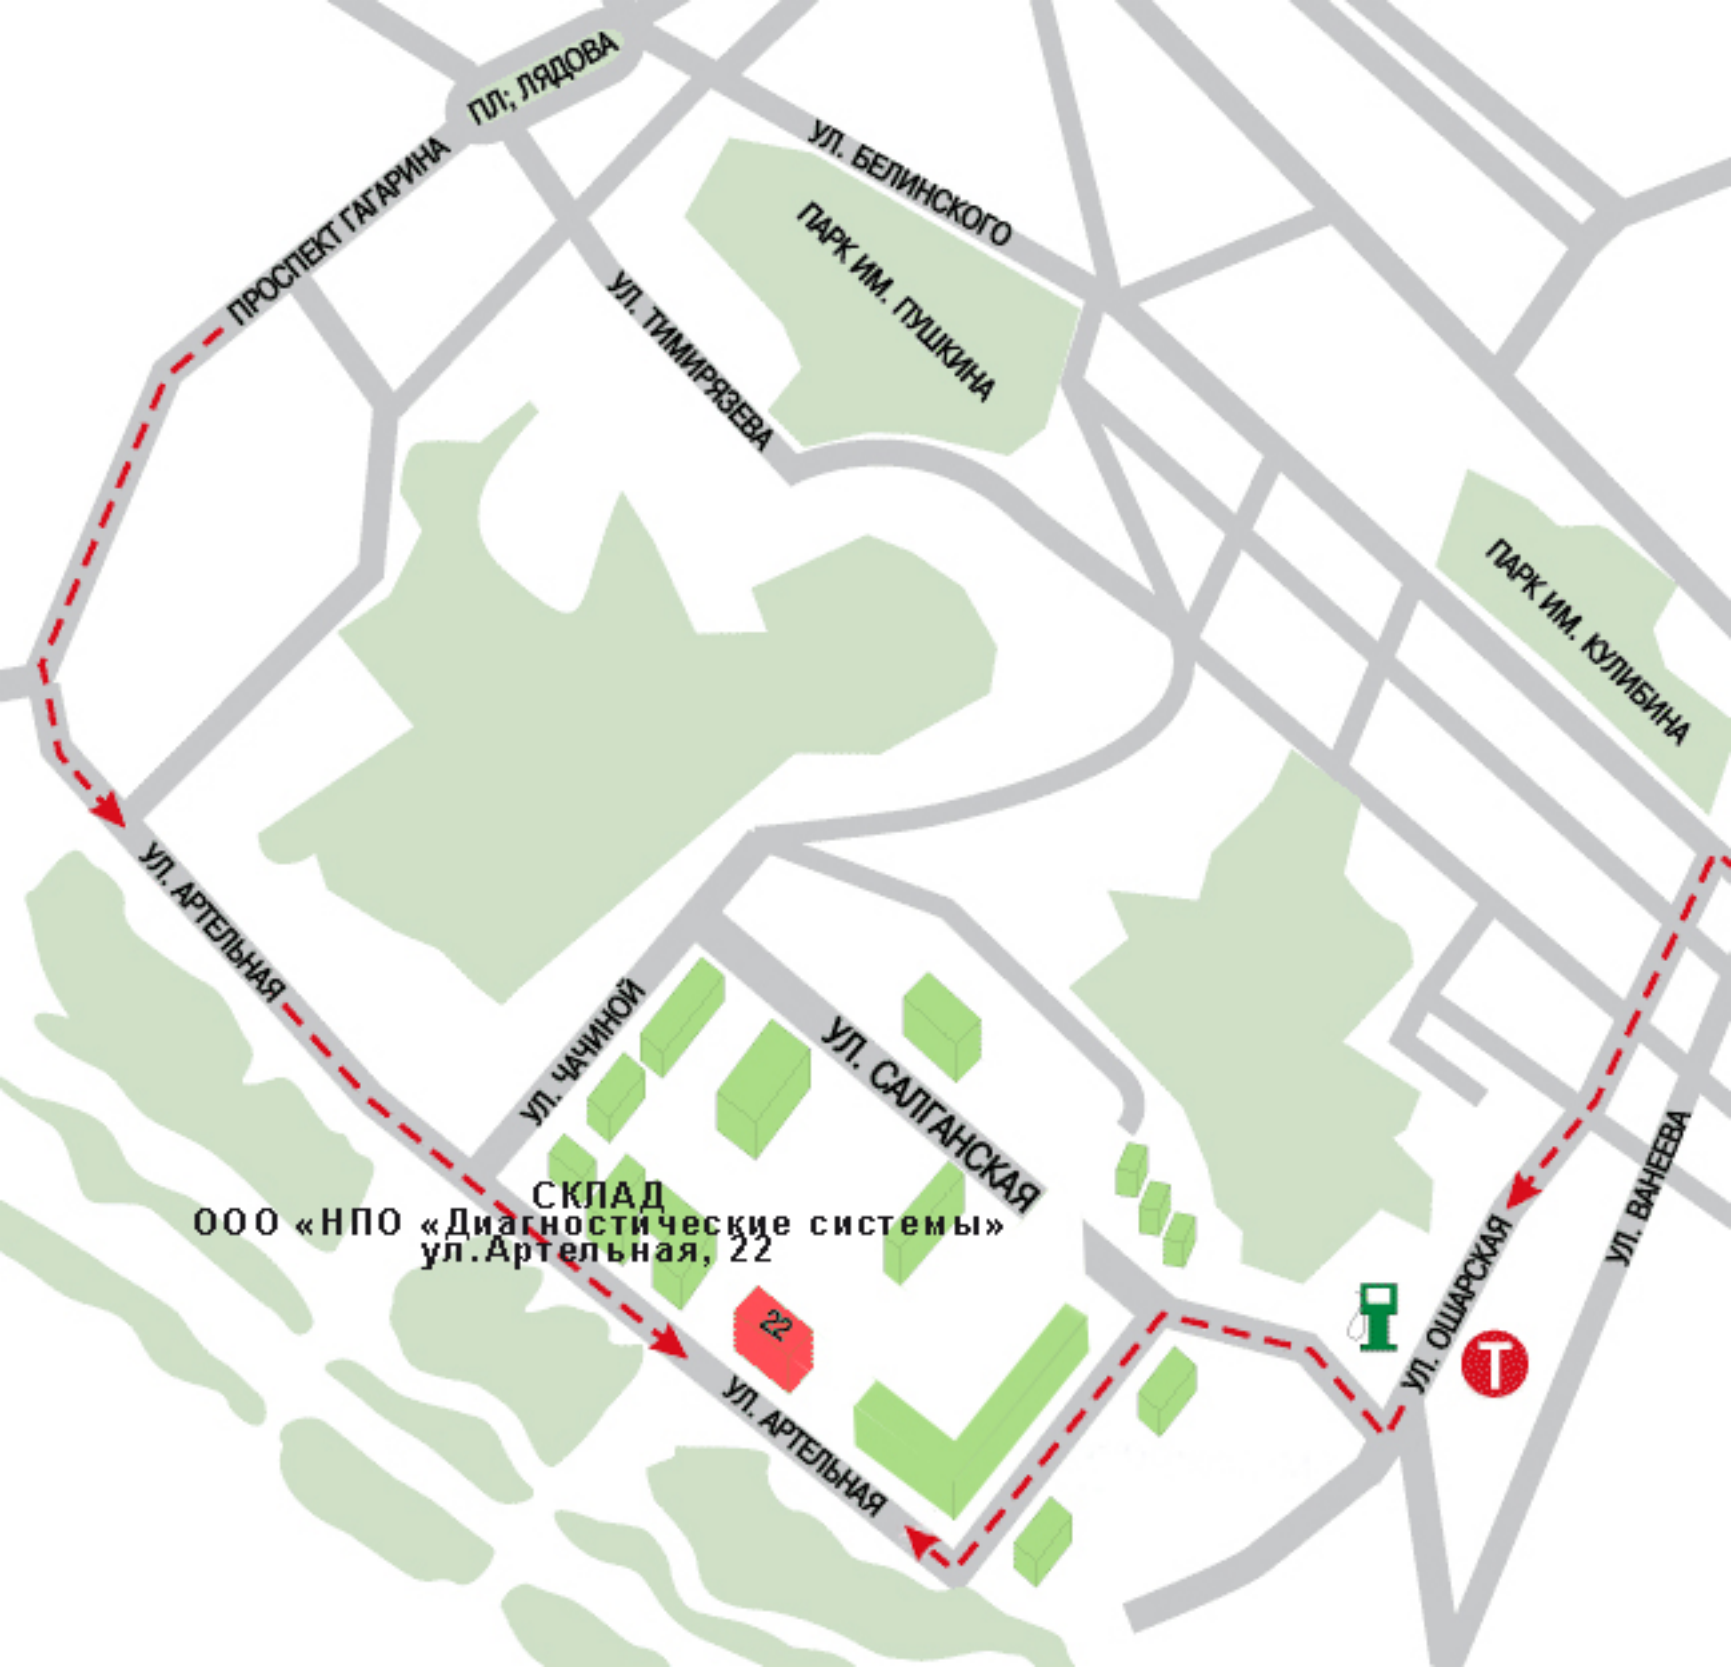 ПЛ; ЛЯДОВА
УЛ. БЕЛИНСКОГО
ПРОСПЕКТ ГАГАРИНА
ПАРК ИМ. ПУШКИНА
УЛ. ТИМИРЯЗЕВА
ПАРК ИМ. КУЛИБИНА
УЛ. АРТЕЛЬНАЯ
УЛ. ЧАЧИНОЙ
УЛ. САЛГАНСКАЯ
УЛ. ВАНЕЕВА
СКЛАД
ООО «НПО «Диагностические системы»
ул.Артельная, 22
22
УЛ. ОШАРСКАЯ
Т
УЛ. АРТЕЛЬНАЯ